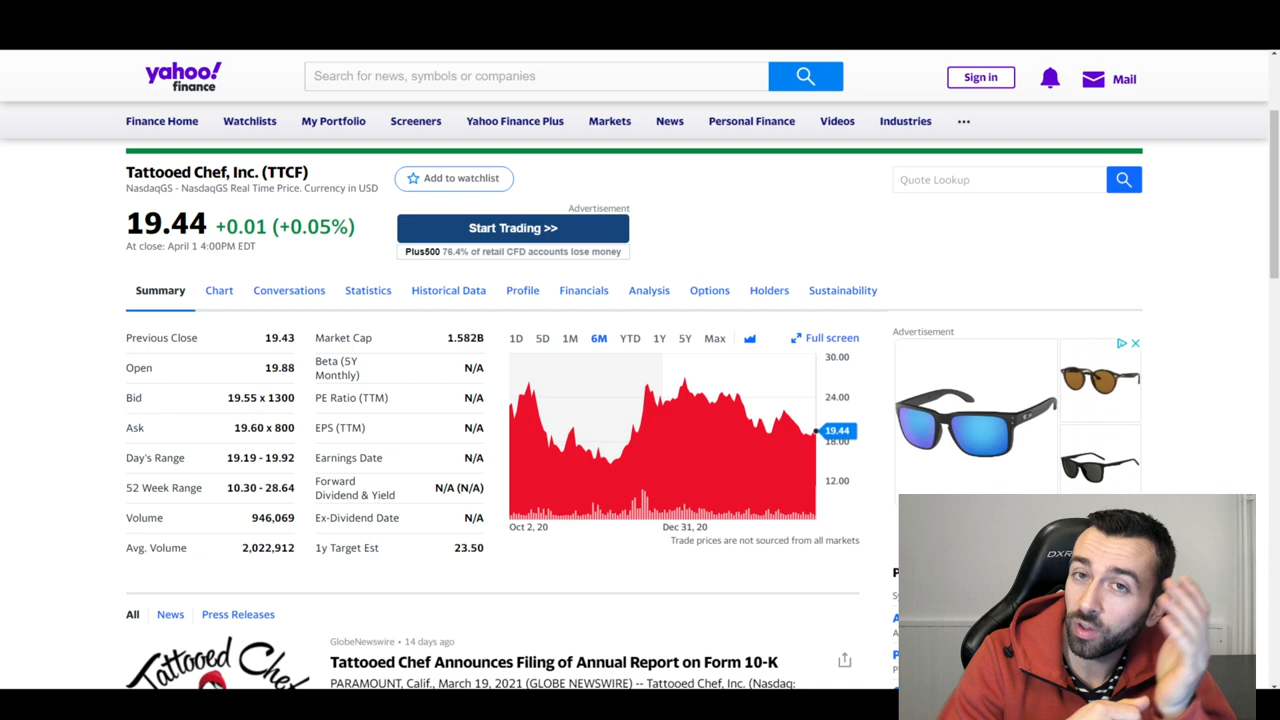 yahoo!
finance
Search for news, symbols or companies
Sign in
Mail
Finance Home
Watchlists
My Portfolio
Screeners
Yahoo Finance Plus
Markets
News
Personal Finance
Videos
Industries
...
Tattooed Chef, Inc. (TTCF)
NasdaqGS - NasdaqGS Real Time Price. Currency in USD
Add to watchlist
Quote Lookup
19.44 +0.01 (+0.05%)
At close: April 1 4:00PM EDT
Advertisement
Start Trading >>
Plus500 76.4% of retail CFD accounts lose money
Summary
Chart
Conversations
Statistics
Historical Data
Profile
Financials
Analysis
Options
Holders
Sustainability
Previous Close 19.43
Open 19.88
Bid 19.55 x 1300
Ask 19.60 x 800
Day's Range 19.19 - 19.92
52 Week Range 10.30 - 28.64
Volume 946,069
Avg. Volume 2,022,912
Market Cap 1.582B
Beta (5Y
Monthly) N/A
PE Ratio (TTM) N/A
EPS (TTM) N/A
Earnings Date N/A
Forward
Dividend & Yield N/A (N/A)
Ex-Dividend Date N/A
1y Target Est 23.50
1D 5D 1M 6M YTD 1Y 5Y Max
Full screen
30.00
24.00
19.44
18.00
12.00
Oct 2, 20
Dec 31, 20
Trade prices are not sourced from all markets
Advertisement
All
News
Press Releases
Tattooed Chef
GlobeNewswire • 14 days ago
Tattooed Chef Announces Filing of Annual Report on Form 10-K
PARAMOUNT, Calif., March 19, 2021 (GLOBE NEWSWIRE) -- Tattooed Chef, Inc. (Nasdaq: